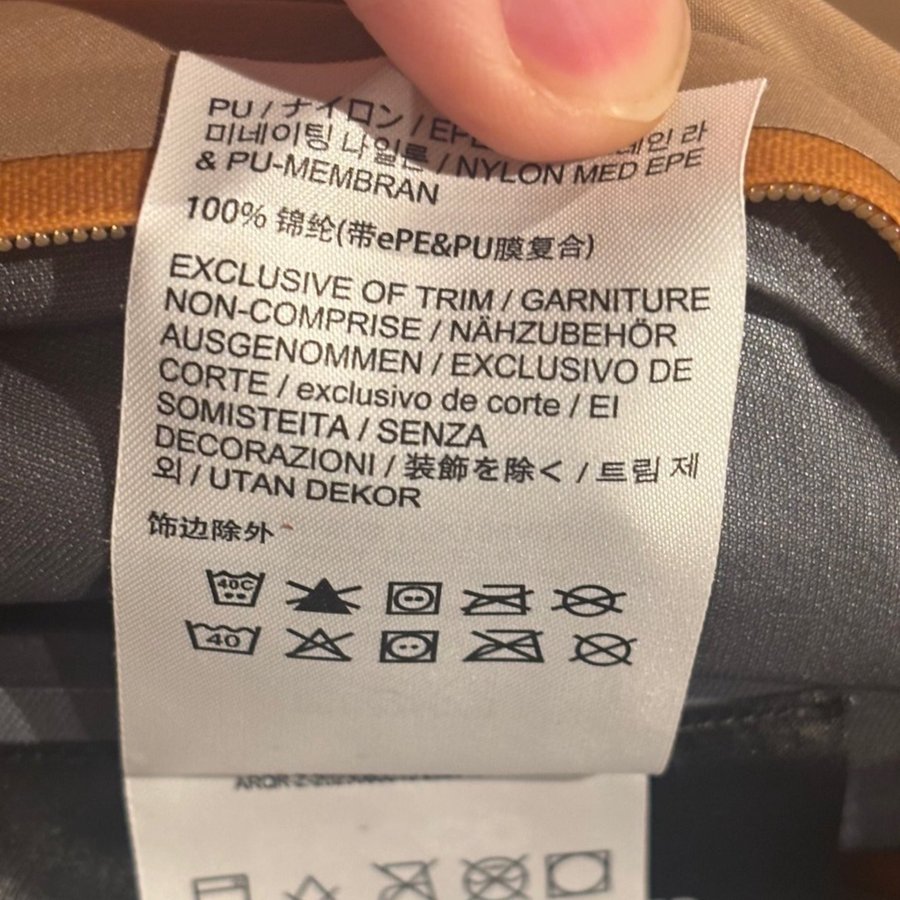 PU / ナイロン / EPE
미네이팅 나일론 / NYLON MED EPE
& PU-MEMBRAN
100% 锦纶(带ePE&PU膜复合)
EXCLUSIVE OF TRIM / GARNITURE
NON-COMPRISE / NÄHZUBEHÖR
AUSGENOMMEN / EXCLUSIVO DE
CORTE / exclusivo de corte / EI
SOMISTEITA / SENZA
DECORAZIONI / 装飾を除く / 트림 제
외 / UTAN DEKOR
饰边除外
40C
40